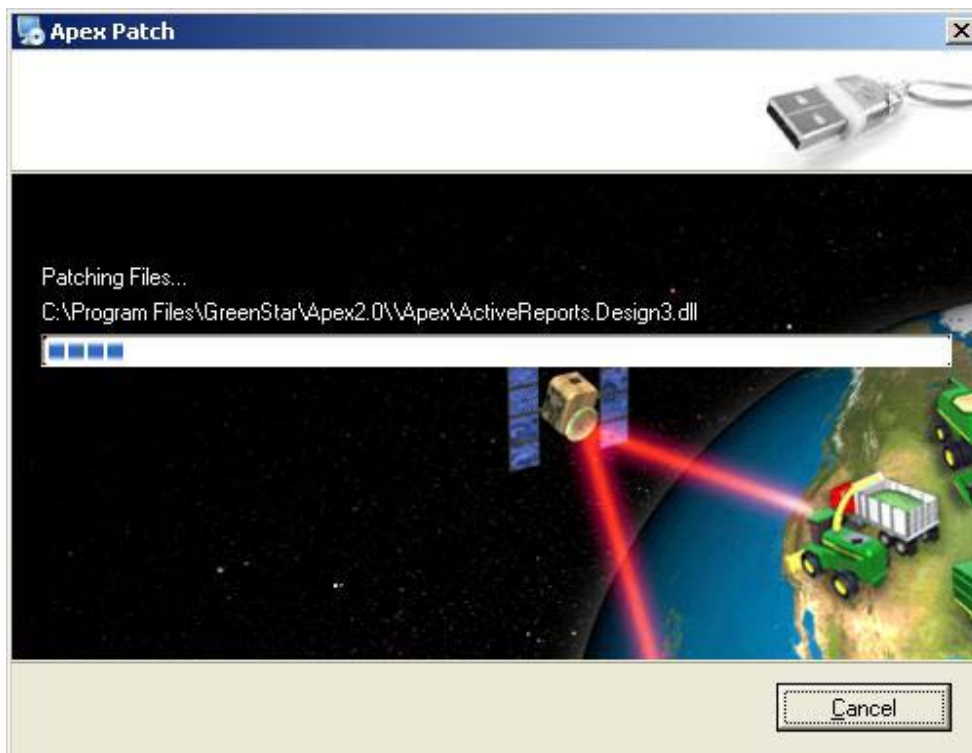 Apex Patch
Patching Files...
C:\Program Files\GreenStar\Apex2.0\\Apex\ActiveReports.Design3.dll
Cancel